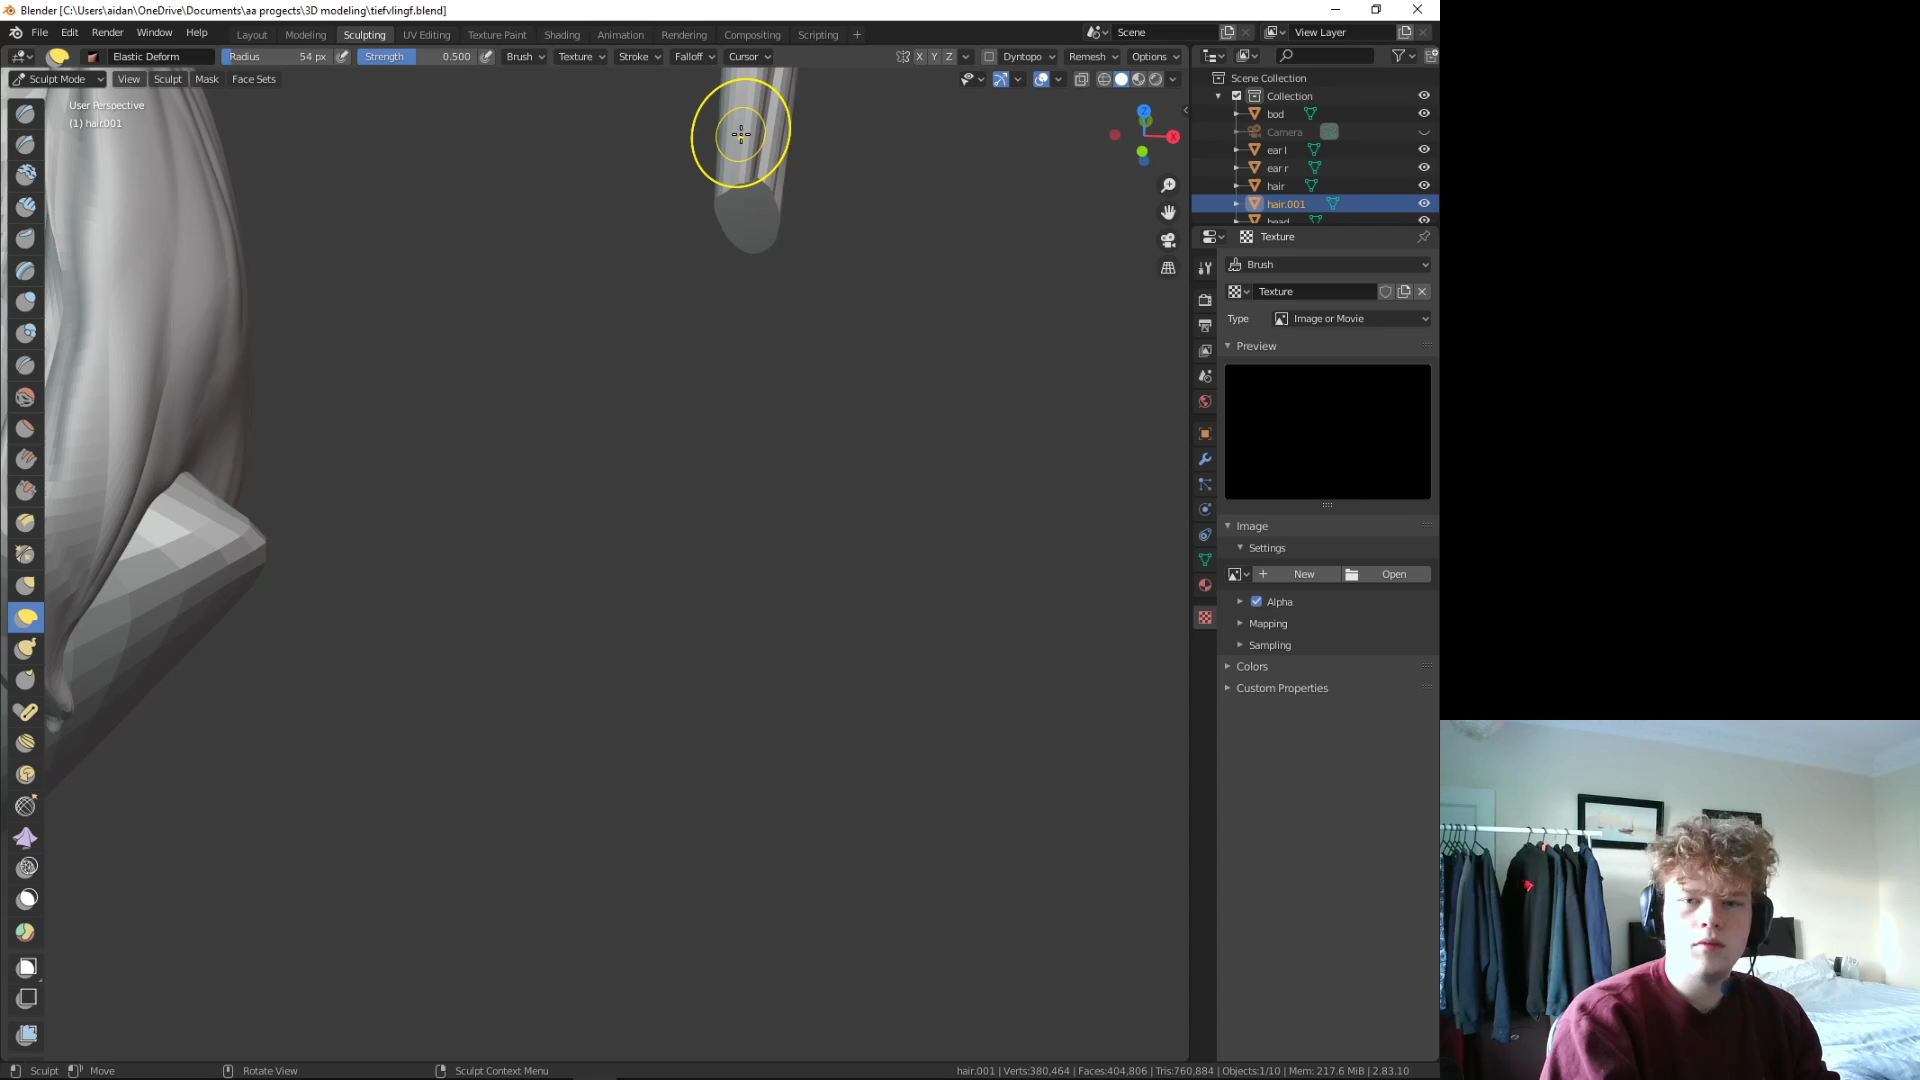 Blender [C:\Users\aidan\OneDrive\Documents\aa progects\3D modeling\tiefvlingf.blend]
File Edit Render Window Help Layout Modeling Sculpting UV Editing Texture Paint Shading Animation Rendering Compositing Scripting + Scene View Layer
Elastic Deform Radius 54 px Strength 0.500 Brush Texture Stroke Falloff Cursor X Y Z Dyntopo Remesh Options
Sculpt Mode View Sculpt Mask Face Sets
User Perspective
(1) hair.001
Z
X
Scene Collection
Collection
bod
Camera
ear l
ear r
hair
hair.001
head
Texture
Brush
Texture
Type Image or Movie
Preview
Image
Settings
+ New Open
Alpha
Mapping
Sampling
Colors
Custom Properties
Sculpt Move Rotate View Sculpt Context Menu hair.001 | Verts:380,464 | Faces:404,806 | Tris:760,884 | Objects:1/10 | Mem: 217.6 MiB | 2.83.10